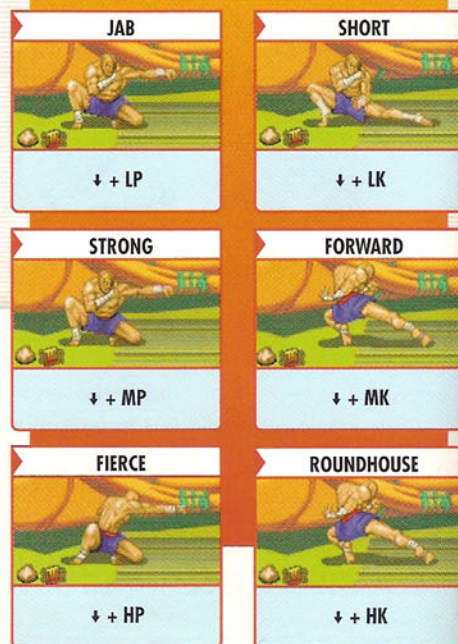 JAB
↓ + LP
SHORT
↓ + LK
STRONG
↓ + MP
FORWARD
↓ + MK
FIERCE
↓ + HP
ROUNDHOUSE
↓ + HK